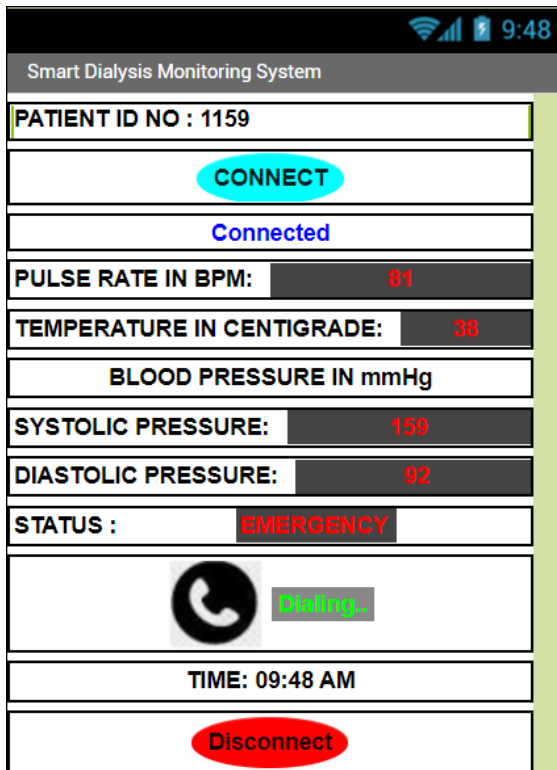 9:48
Smart Dialysis Monitoring System
PATIENT ID NO : 1159
CONNECT
Connected
PULSE RATE IN BPM: 81
TEMPERATURE IN CENTIGRADE: 38
BLOOD PRESSURE IN mmHg
SYSTOLIC PRESSURE: 159
DIASTOLIC PRESSURE: 92
STATUS : EMERGENCY
Dialing...
TIME: 09:48 AM
Disconnect